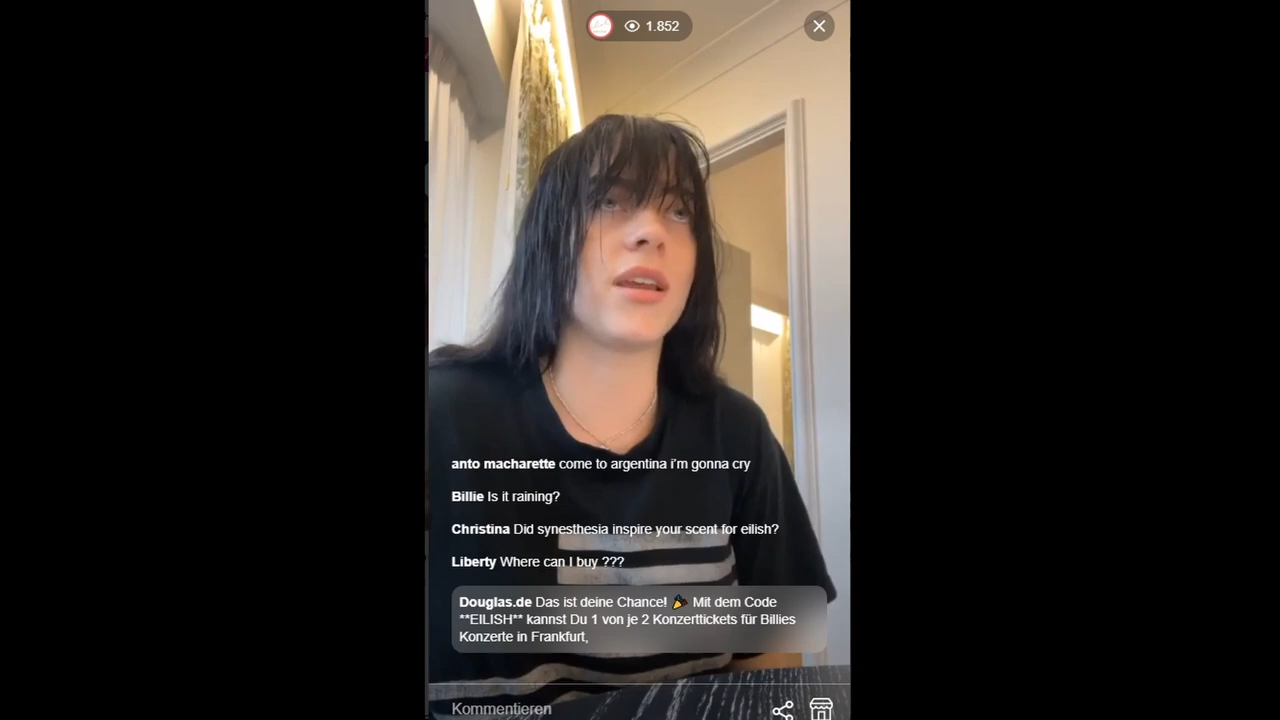 1.852
anto macharette come to argentina i'm gonna cry
Billie Is it raining?
Christina Did synesthesia inspire your scent for eilish?
Liberty Where can I buy ???
Douglas.de Das ist deine Chance! 🎉 Mit dem Code
**EILISH** kannst Du 1 von je 2 Konzerttickets für Billies
Konzerte in Frankfurt,
Kommentieren